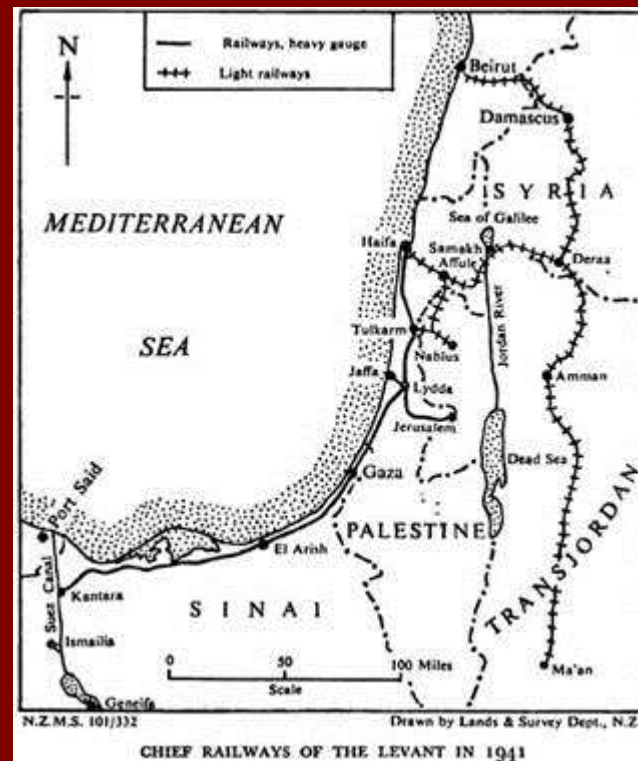 N
Railways, heavy gauge
Light railways
Beirut
Damascus
SYRIA
Sea of Galilee
MEDITERRANEAN
SEA
Haifa
Samakh
Affule
Deraa
Jordan River
Tulkarm
Nablus
Jaffa
Lydda
Amman
Jerusalem
Gaza
Dead Sea
PALESTINE
TRANSJORDAN
Port Said
Suez Canal
El Arish
Kantara
SINAI
Ismailia
0 50 100 Miles
Scale
Ma'an
Geneifa
N.Z.M.S. 101/332
Drawn by Lands & Survey Dept., N.Z.
CHIEF RAILWAYS OF THE LEVANT IN 1941